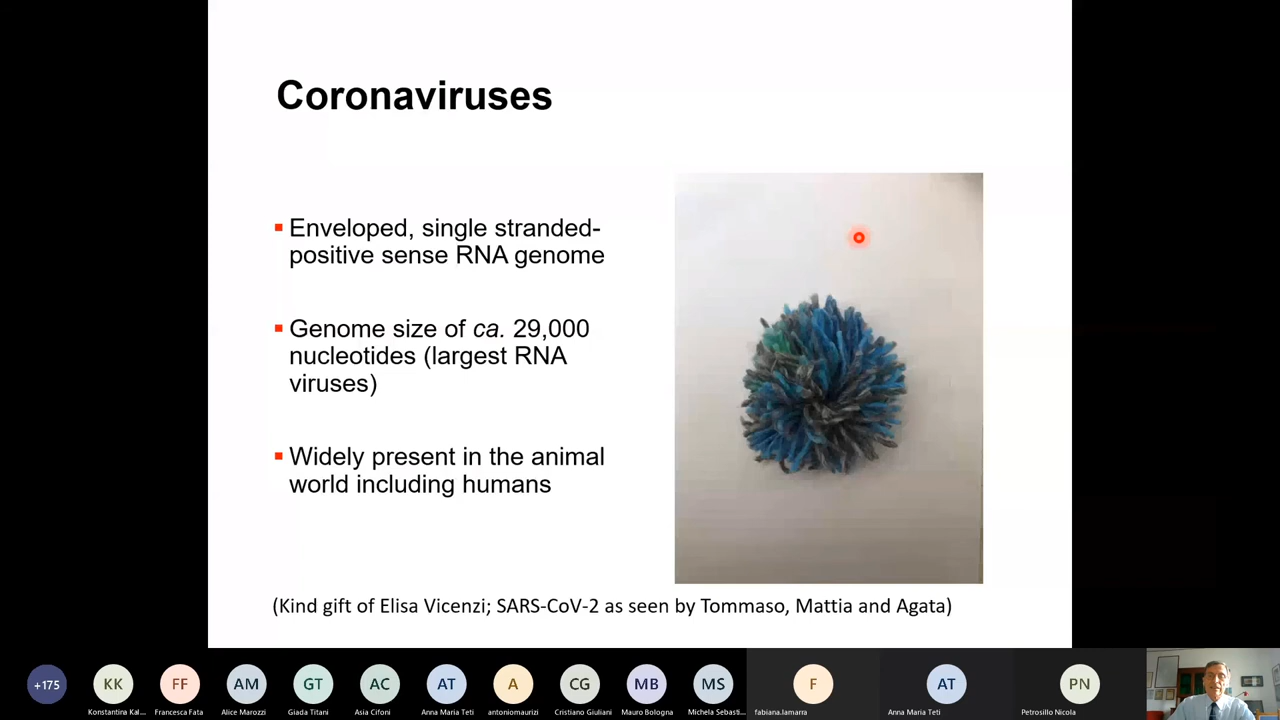 Coronaviruses
Enveloped, single stranded-
positive sense RNA genome
Genome size of ca. 29,000
nucleotides (largest RNA
viruses)
Widely present in the animal
world including humans
(Kind gift of Elisa Vicenzi; SARS-CoV-2 as seen by Tommaso, Mattia and Agata)
+175
KK
FF
AM
GT
AC
AT
A
CG
MB
MS
F
AT
PN
Konstantina Kal...
Francesca Fata
Alice Marozzi
Giada Titani
Asia Cifoni
Anna Maria Teti
antoniomaurizi
Cristiano Giuliani
Mauro Bologna
Michela Sebasti...
fabiana.lamarra
Anna Maria Teti
Petrosillo Nicola